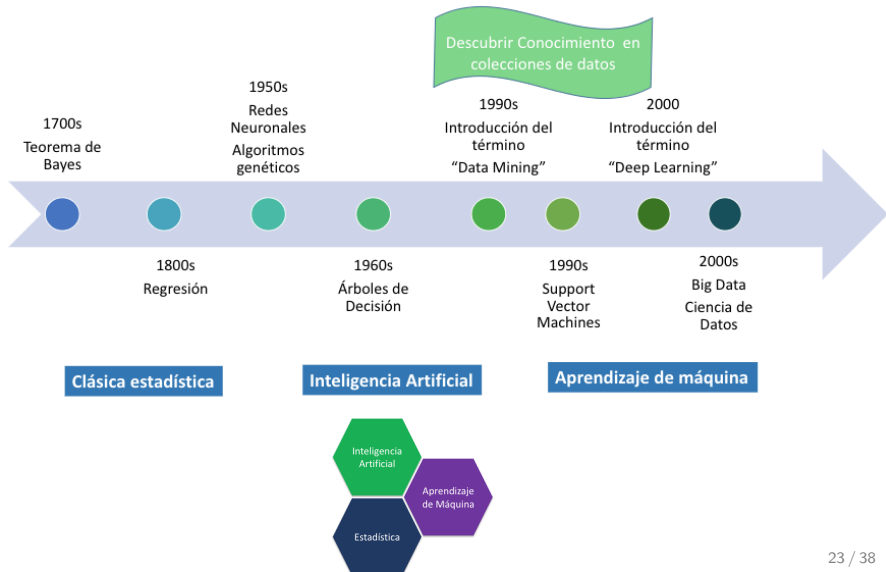 Descubrir Conocimiento en
colecciones de datos
1700s
Teorema de
Bayes
1950s
Redes
Neuronales
Algoritmos
genéticos
1990s
Introducción del
término
“Data Mining”
2000
Introducción del
término
“Deep Learning”
1800s
Regresión
1960s
Árboles de
Decisión
1990s
Support
Vector
Machines
2000s
Big Data
Ciencia de
Datos
Clásica estadística
Inteligencia Artificial
Aprendizaje de máquina
Inteligencia
Artificial
Aprendizaje
de Máquina
Estadística
23 / 38